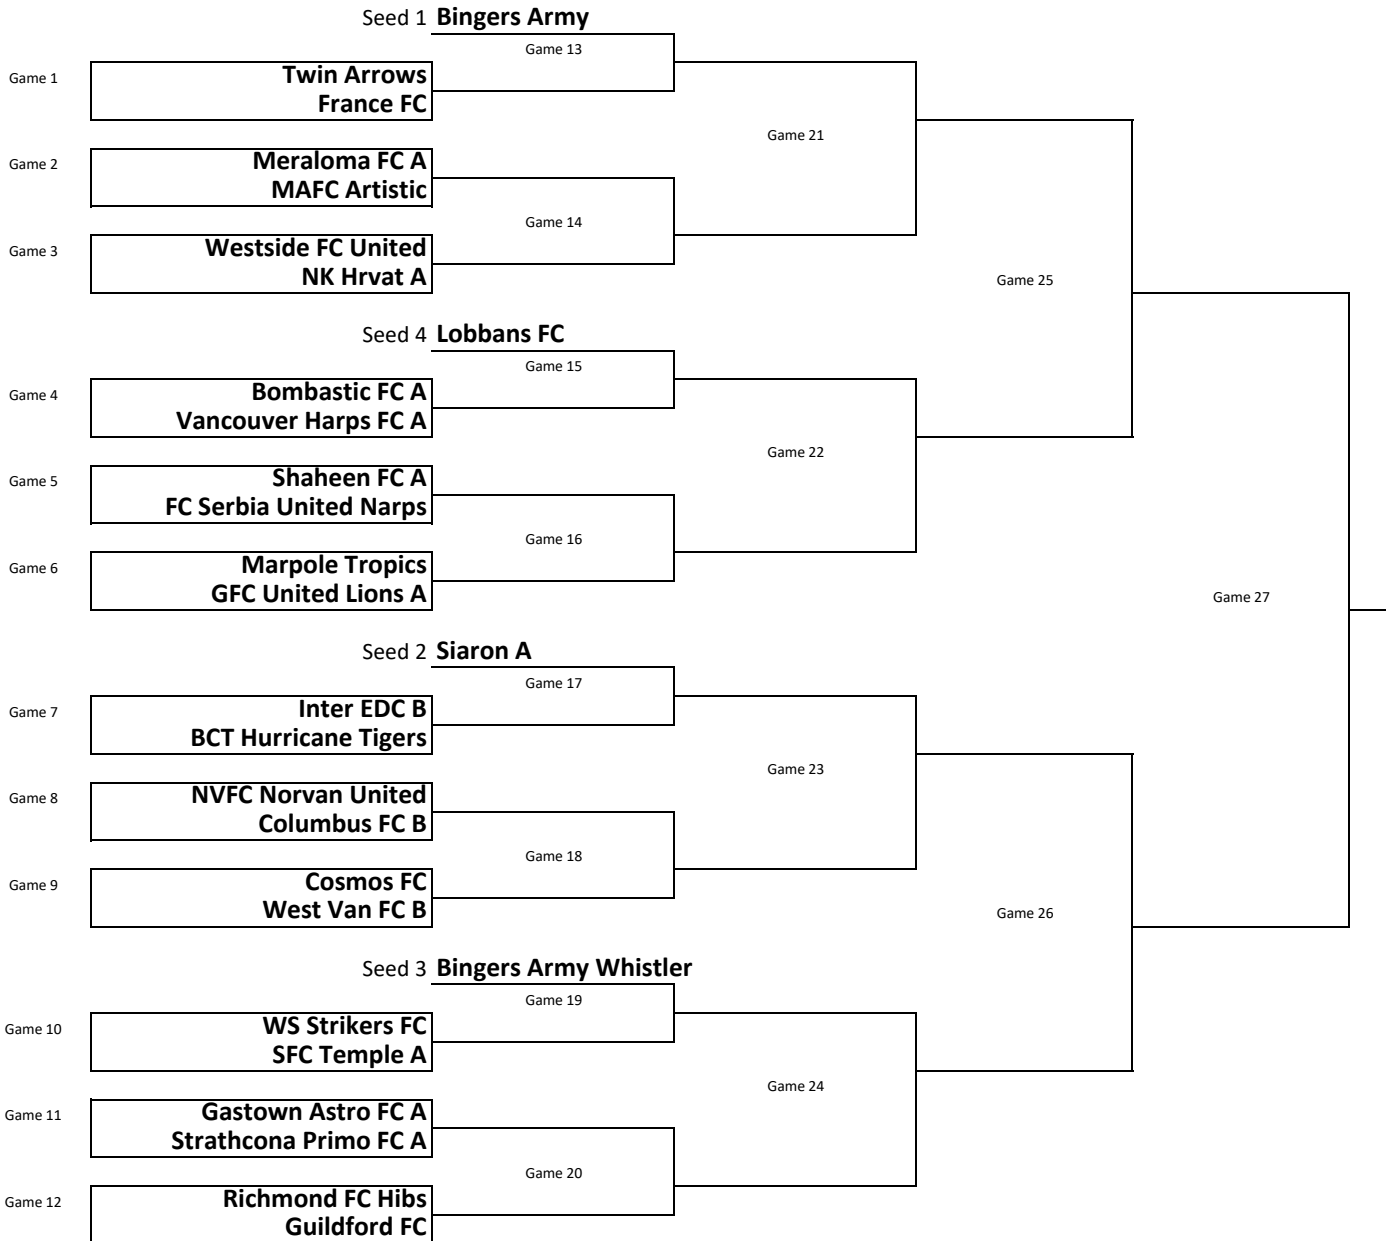 Seed 1 Bingers Army
Game 13
Game 1
Twin Arrows
France FC
Game 21
Game 2
Meraloma FC A
MAFC Artistic
Game 14
Game 3
Westside FC United
NK Hrvat A
Game 25
Seed 4 Lobbans FC
Game 15
Game 4
Bombastic FC A
Vancouver Harps FC A
Game 22
Game 5
Shaheen FC A
FC Serbia United Narps
Game 16
Game 6
Marpole Tropics
GFC United Lions A
Game 27
Seed 2 Siaron A
Game 17
Game 7
Inter EDC B
BCT Hurricane Tigers
Game 23
Game 8
NVFC Norvan United
Columbus FC B
Game 18
Game 9
Cosmos FC
West Van FC B
Game 26
Seed 3 Bingers Army Whistler
Game 19
Game 10
WS Strikers FC
SFC Temple A
Game 24
Game 11
Gastown Astro FC A
Strathcona Primo FC A
Game 20
Game 12
Richmond FC Hibs
Guildford FC